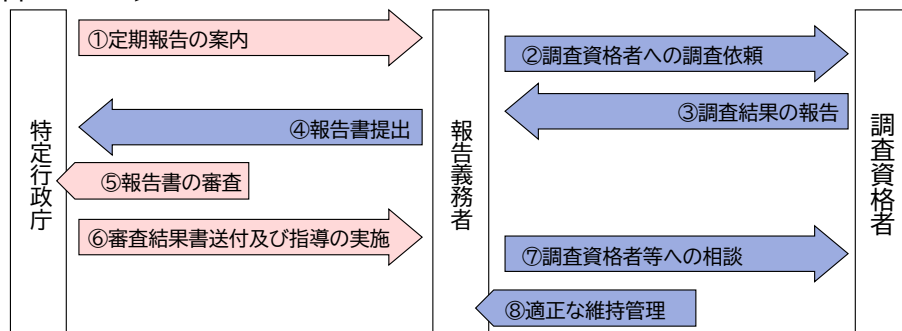 ①定期報告の案内
②調査資格者への調査依頼
③調査結果の報告
④報告書提出
特定行政庁
報告義務者
調査資格者
⑤報告書の審査
⑥審査結果書送付及び指導の実施
⑦調査資格者等への相談
⑧適正な維持管理